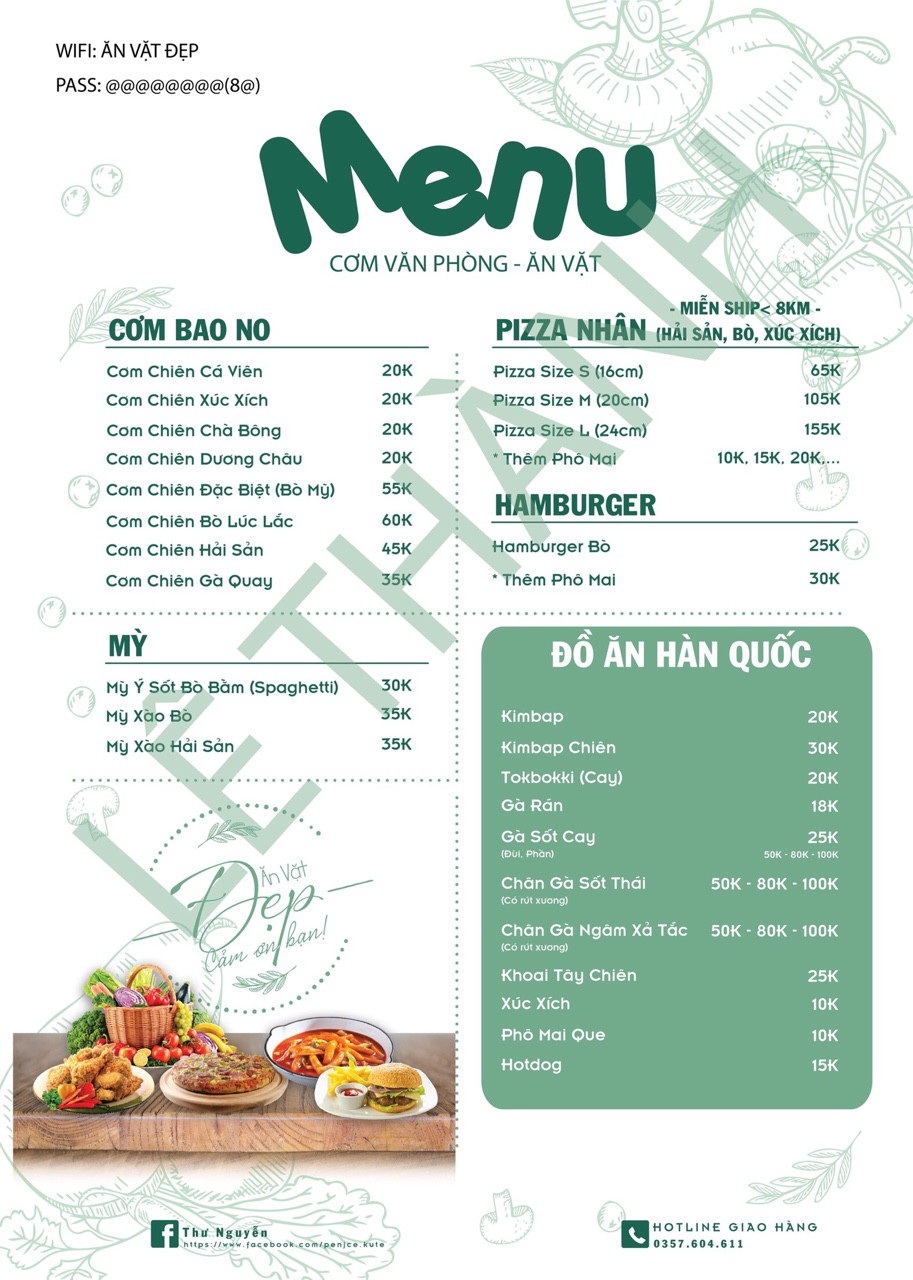 WIFI: ĂN VẶT ĐẸP
PASS: @@@@@@@@(8@)
Menu
CƠM VĂN PHÒNG - ĂN VẶT
CƠM BAO NO
Cơm Chiên Cá Viên 20K
Cơm Chiên Xúc Xích 20K
Cơm Chiên Chà Bông 20K
Cơm Chiên Dương Châu 20K
Cơm Chiên Đặc Biệt (Bò Mỹ) 55K
Cơm Chiên Bò Lúc Lắc 60K
Cơm Chiên Hải Sản 45K
Cơm Chiên Gà Quay 35K
MỲ
Mỳ Ý Sốt Bò Bằm (Spaghetti) 30K
Mỳ Xào Bò 35K
Mỳ Xào Hải Sản 35K
- MIỄN SHIP< 8KM -
PIZZA NHÂN (HẢI SẢN, BÒ, XÚC XÍCH)
Pizza Size S (16cm) 65K
Pizza Size M (20cm) 105K
Pizza Size L (24cm) 155K
* Thêm Phô Mai 10K, 15K, 20K,...
HAMBURGER
Hamburger Bò 25K
* Thêm Phô Mai 30K
ĐỒ ĂN HÀN QUỐC
Kimbap 20K
Kimbap Chiên 30K
Tokbokki (Cay) 20K
Gà Rán 18K
Gà Sốt Cay 25K
(Đùi, Phần) 50K - 80K - 100K
Chân Gà Sốt Thái 50K - 80K - 100K
(Có rút xuong)
Chân Gà Ngâm Xả Tắc 50K - 80K - 100K
(Có rút xuong)
Khoai Tây Chiên 25K
Xúc Xích 10K
Phô Mai Que 10K
Hotdog 15K
Ăn Vặt
Đẹp
Cảm ơn bạn!
LÊ THÀNH
Thư Nguyễn
https://www.facebook.com/penjce.kute
HOTLINE GIAO HÀNG
0357.604.611